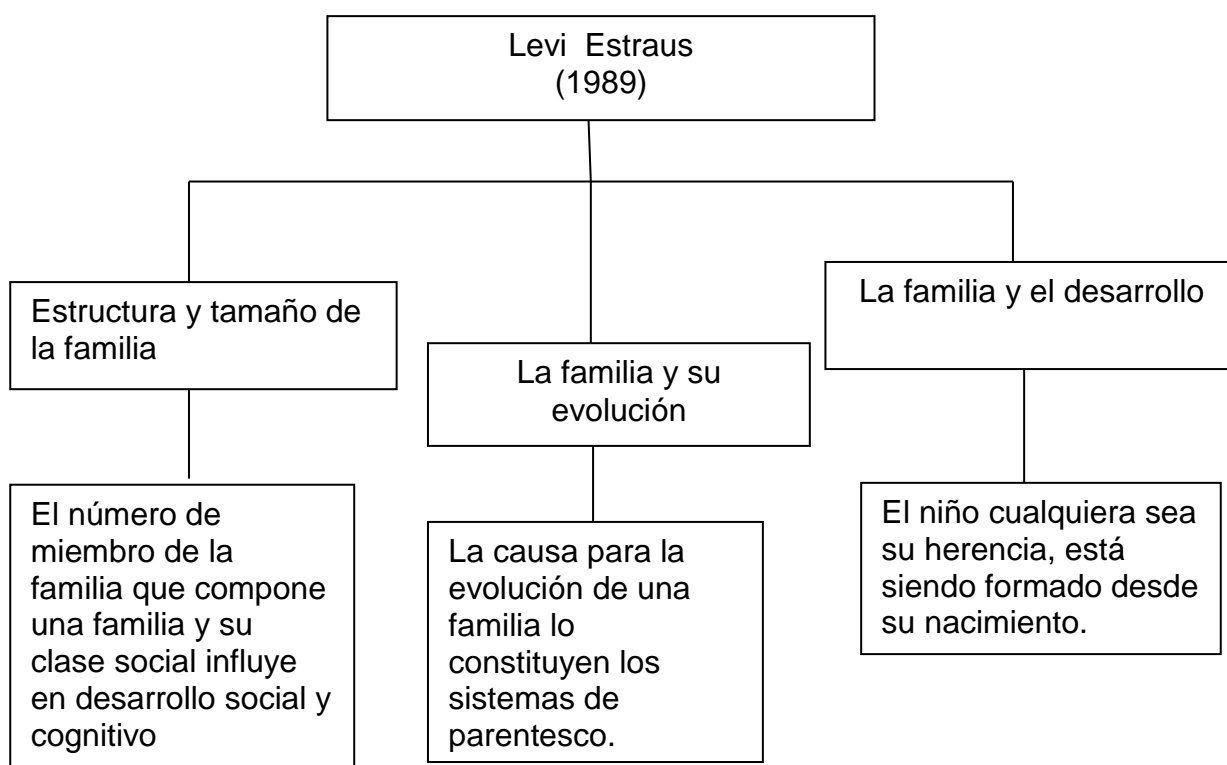 Levi Estraus
(1989)
Estructura y tamaño de
la familia
La familia y su
evolución
La familia y el desarrollo
El número de
miembro de la
familia que compone
una familia y su
clase social influye
en desarrollo social y
cognitivo
La causa para la
evolución de una
familia lo
constituyen los
sistemas de
parentesco.
El niño cualquiera sea
su herencia, está
siendo formado desde
su nacimiento.